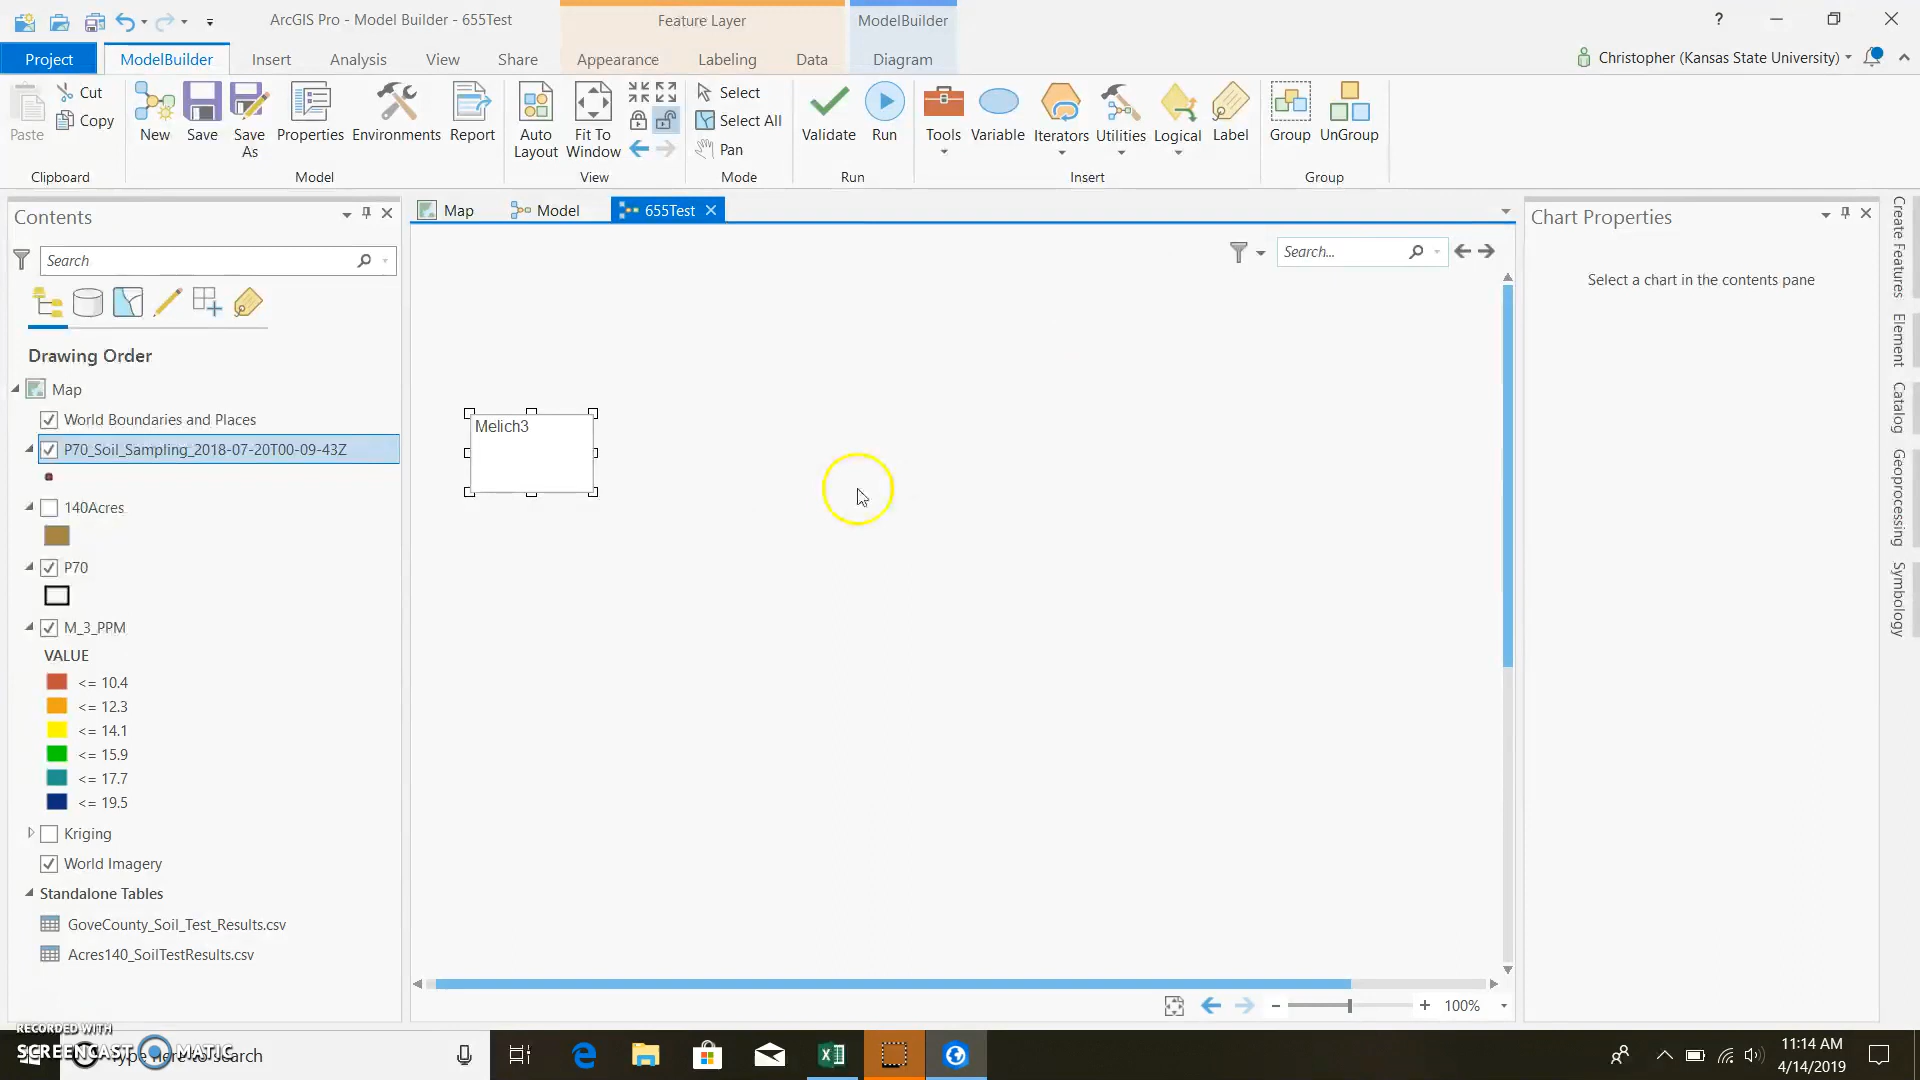 ArcGIS Pro - Model Builder - 655Test
Feature Layer
ModelBuilder
?
Project
ModelBuilder
Insert
Analysis
View
Share
Appearance
Labeling
Data
Diagram
Christopher (Kansas State University)
Paste
Cut
Copy
Clipboard
New
Save
Save As
Properties
Environments
Report
Model
Auto Layout
Fit To Window
View
Select
Select All
Pan
Mode
Validate
Run
Run
Tools
Variable
Iterators
Utilities
Logical
Label
Insert
Group
UnGroup
Group
Contents
Search
Drawing Order
Map
World Boundaries and Places
P70_Soil_Sampling_2018-07-20T00-09-43Z
140Acres
P70
M_3_PPM
VALUE
<= 10.4
<= 12.3
<= 14.1
<= 15.9
<= 17.7
<= 19.5
Kriging
World Imagery
Standalone Tables
GoveCounty_Soil_Test_Results.csv
Acres140_SoilTestResults.csv
Map
Model
655Test
Search...
Melich3
100%
Chart Properties
Select a chart in the contents pane
Create Features
Element
Catalog
Geoprocessing
Symbology
RECORDED WITH
SCREENCAST MATIC
Type here to search
11:14 AM
4/14/2019